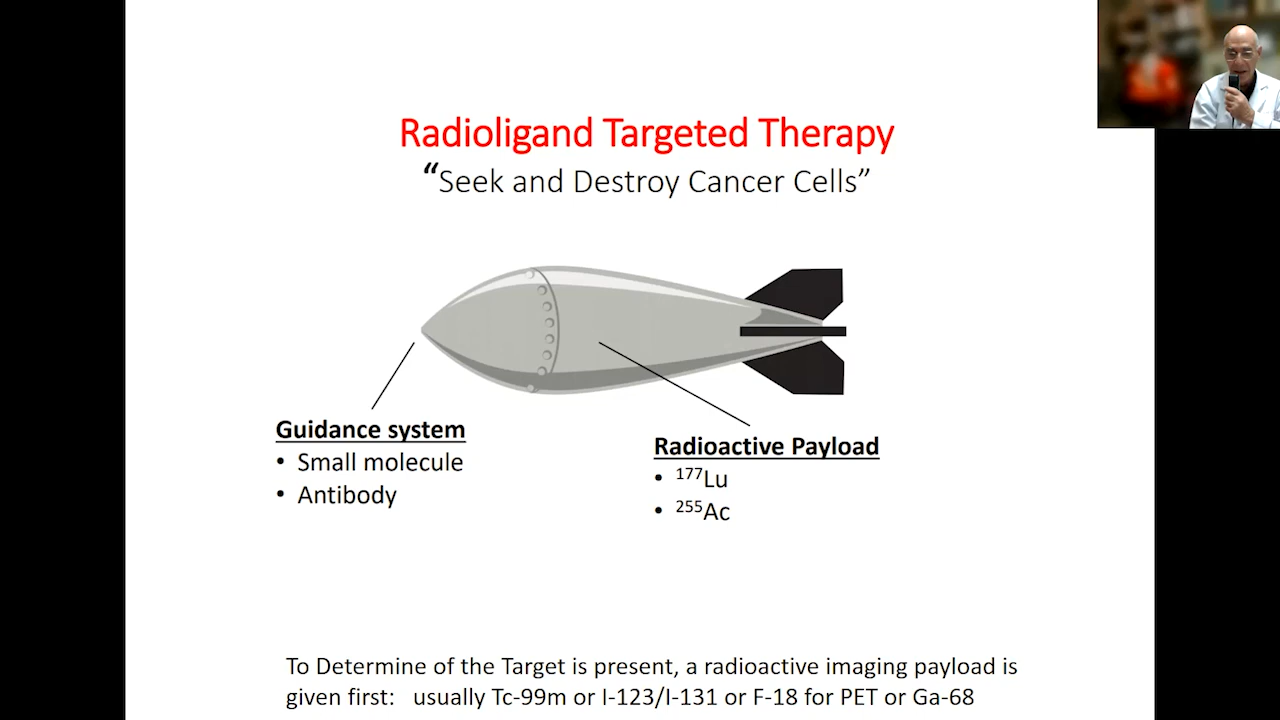 Radioligand Targeted Therapy
“Seek and Destroy Cancer Cells”
Guidance system
• Small molecule
• Antibody
Radioactive Payload
• ¹⁷⁷Lu
• ²⁵⁵Ac
To Determine of the Target is present, a radioactive imaging payload is
given first: usually Tc-99m or I-123/I-131 or F-18 for PET or Ga-68